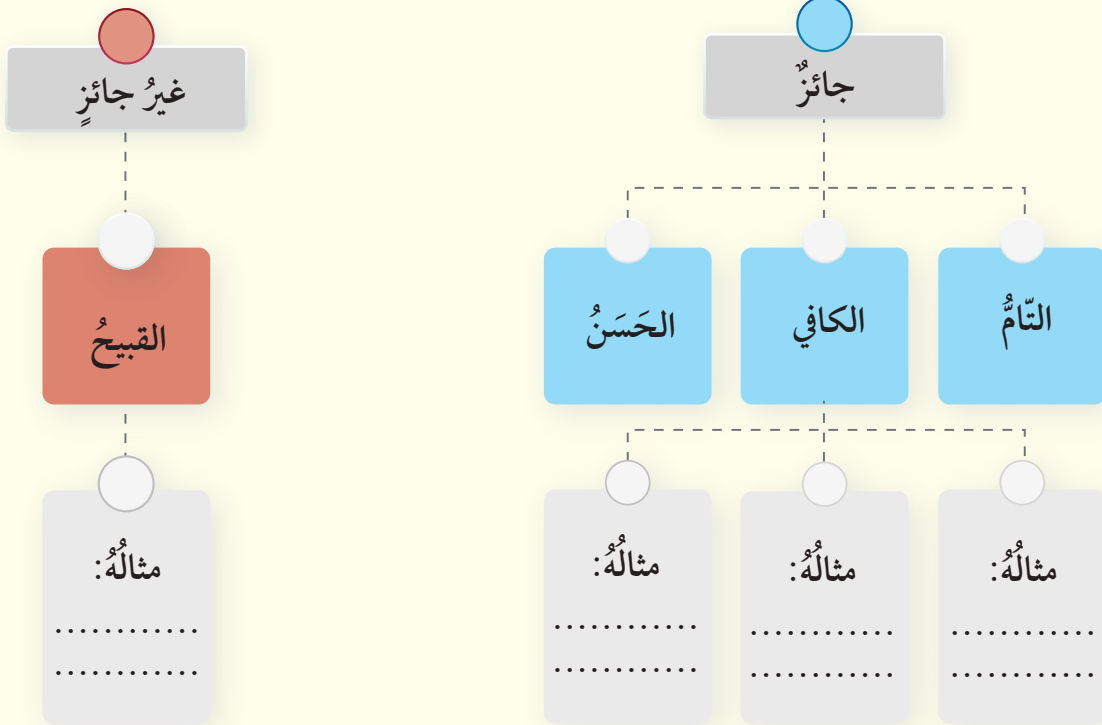 جائزٌ
غيرُ جائزٍ
التّامُّ
الكافي
الحَسَنُ
القبيحُ
مثالُهُ:
............
............
مثالُهُ:
............
............
مثالُهُ:
............
............
مثالُهُ:
............
............